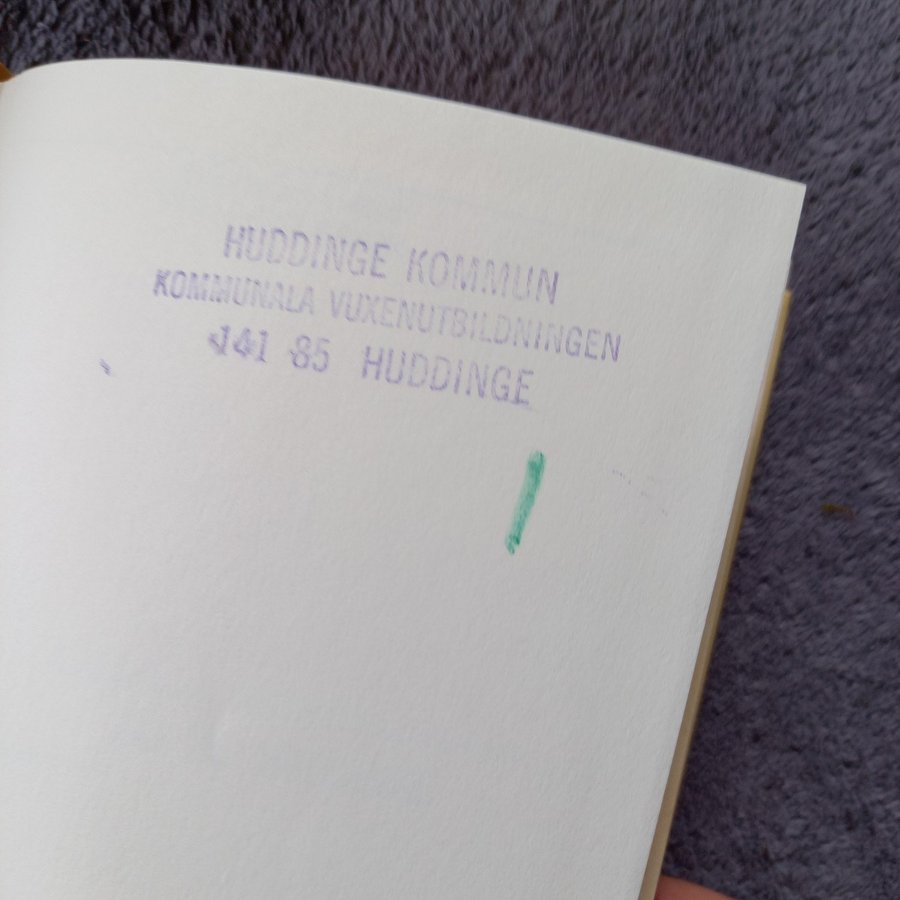 HUDDINGE KOMMUN
KOMMUNALA VUXENUTBILDNINGEN
141 85 HUDDINGE